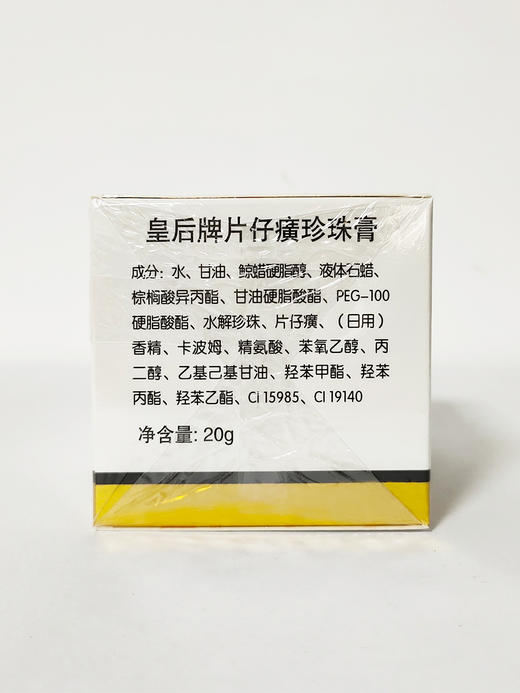 皇后牌片仔癀珍珠膏
成分：水、甘油、鲸蜡硬脂醇、液体石蜡、
棕榈酸异丙酯、甘油硬脂酸酯、PEG-100
硬脂酸酯、水解珍珠、片仔癀、（日用）
香精、卡波姆、精氨酸、苯氧乙醇、丙
二醇、乙基己基甘油、羟苯甲酯、羟苯
丙酯、羟苯乙酯、Ci 15985、CI 19140
净含量: 20g